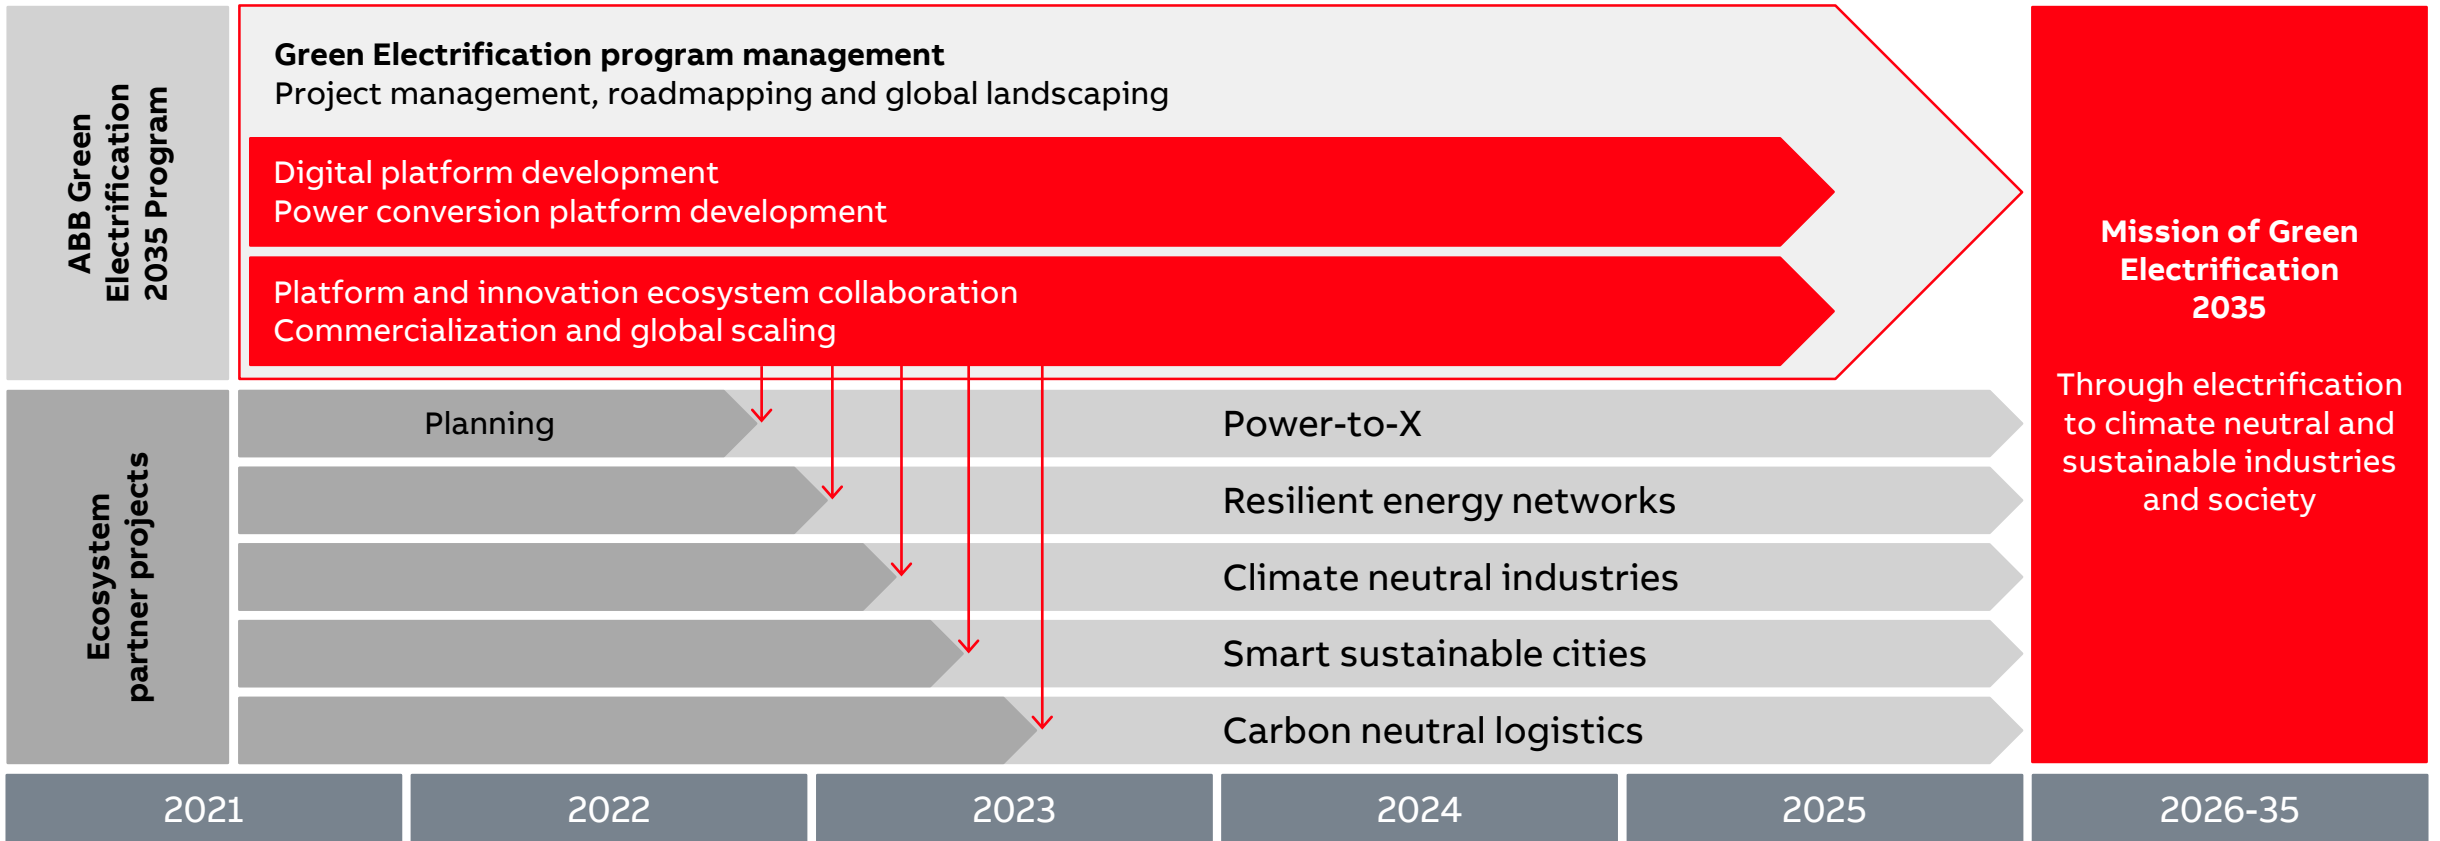 ABB Green
Electrification
2035 Program
Green Electrification program management
Project management, roadmapping and global landscaping
Digital platform development
Power conversion platform development
Platform and innovation ecosystem collaboration
Commercialization and global scaling
Mission of Green
Electrification
2035
Through electrification
to climate neutral and
sustainable industries
and society
Ecosystem
partner projects
Planning
Power-to-X
Resilient energy networks
Climate neutral industries
Smart sustainable cities
Carbon neutral logistics
2021
2022
2023
2024
2025
2026-35